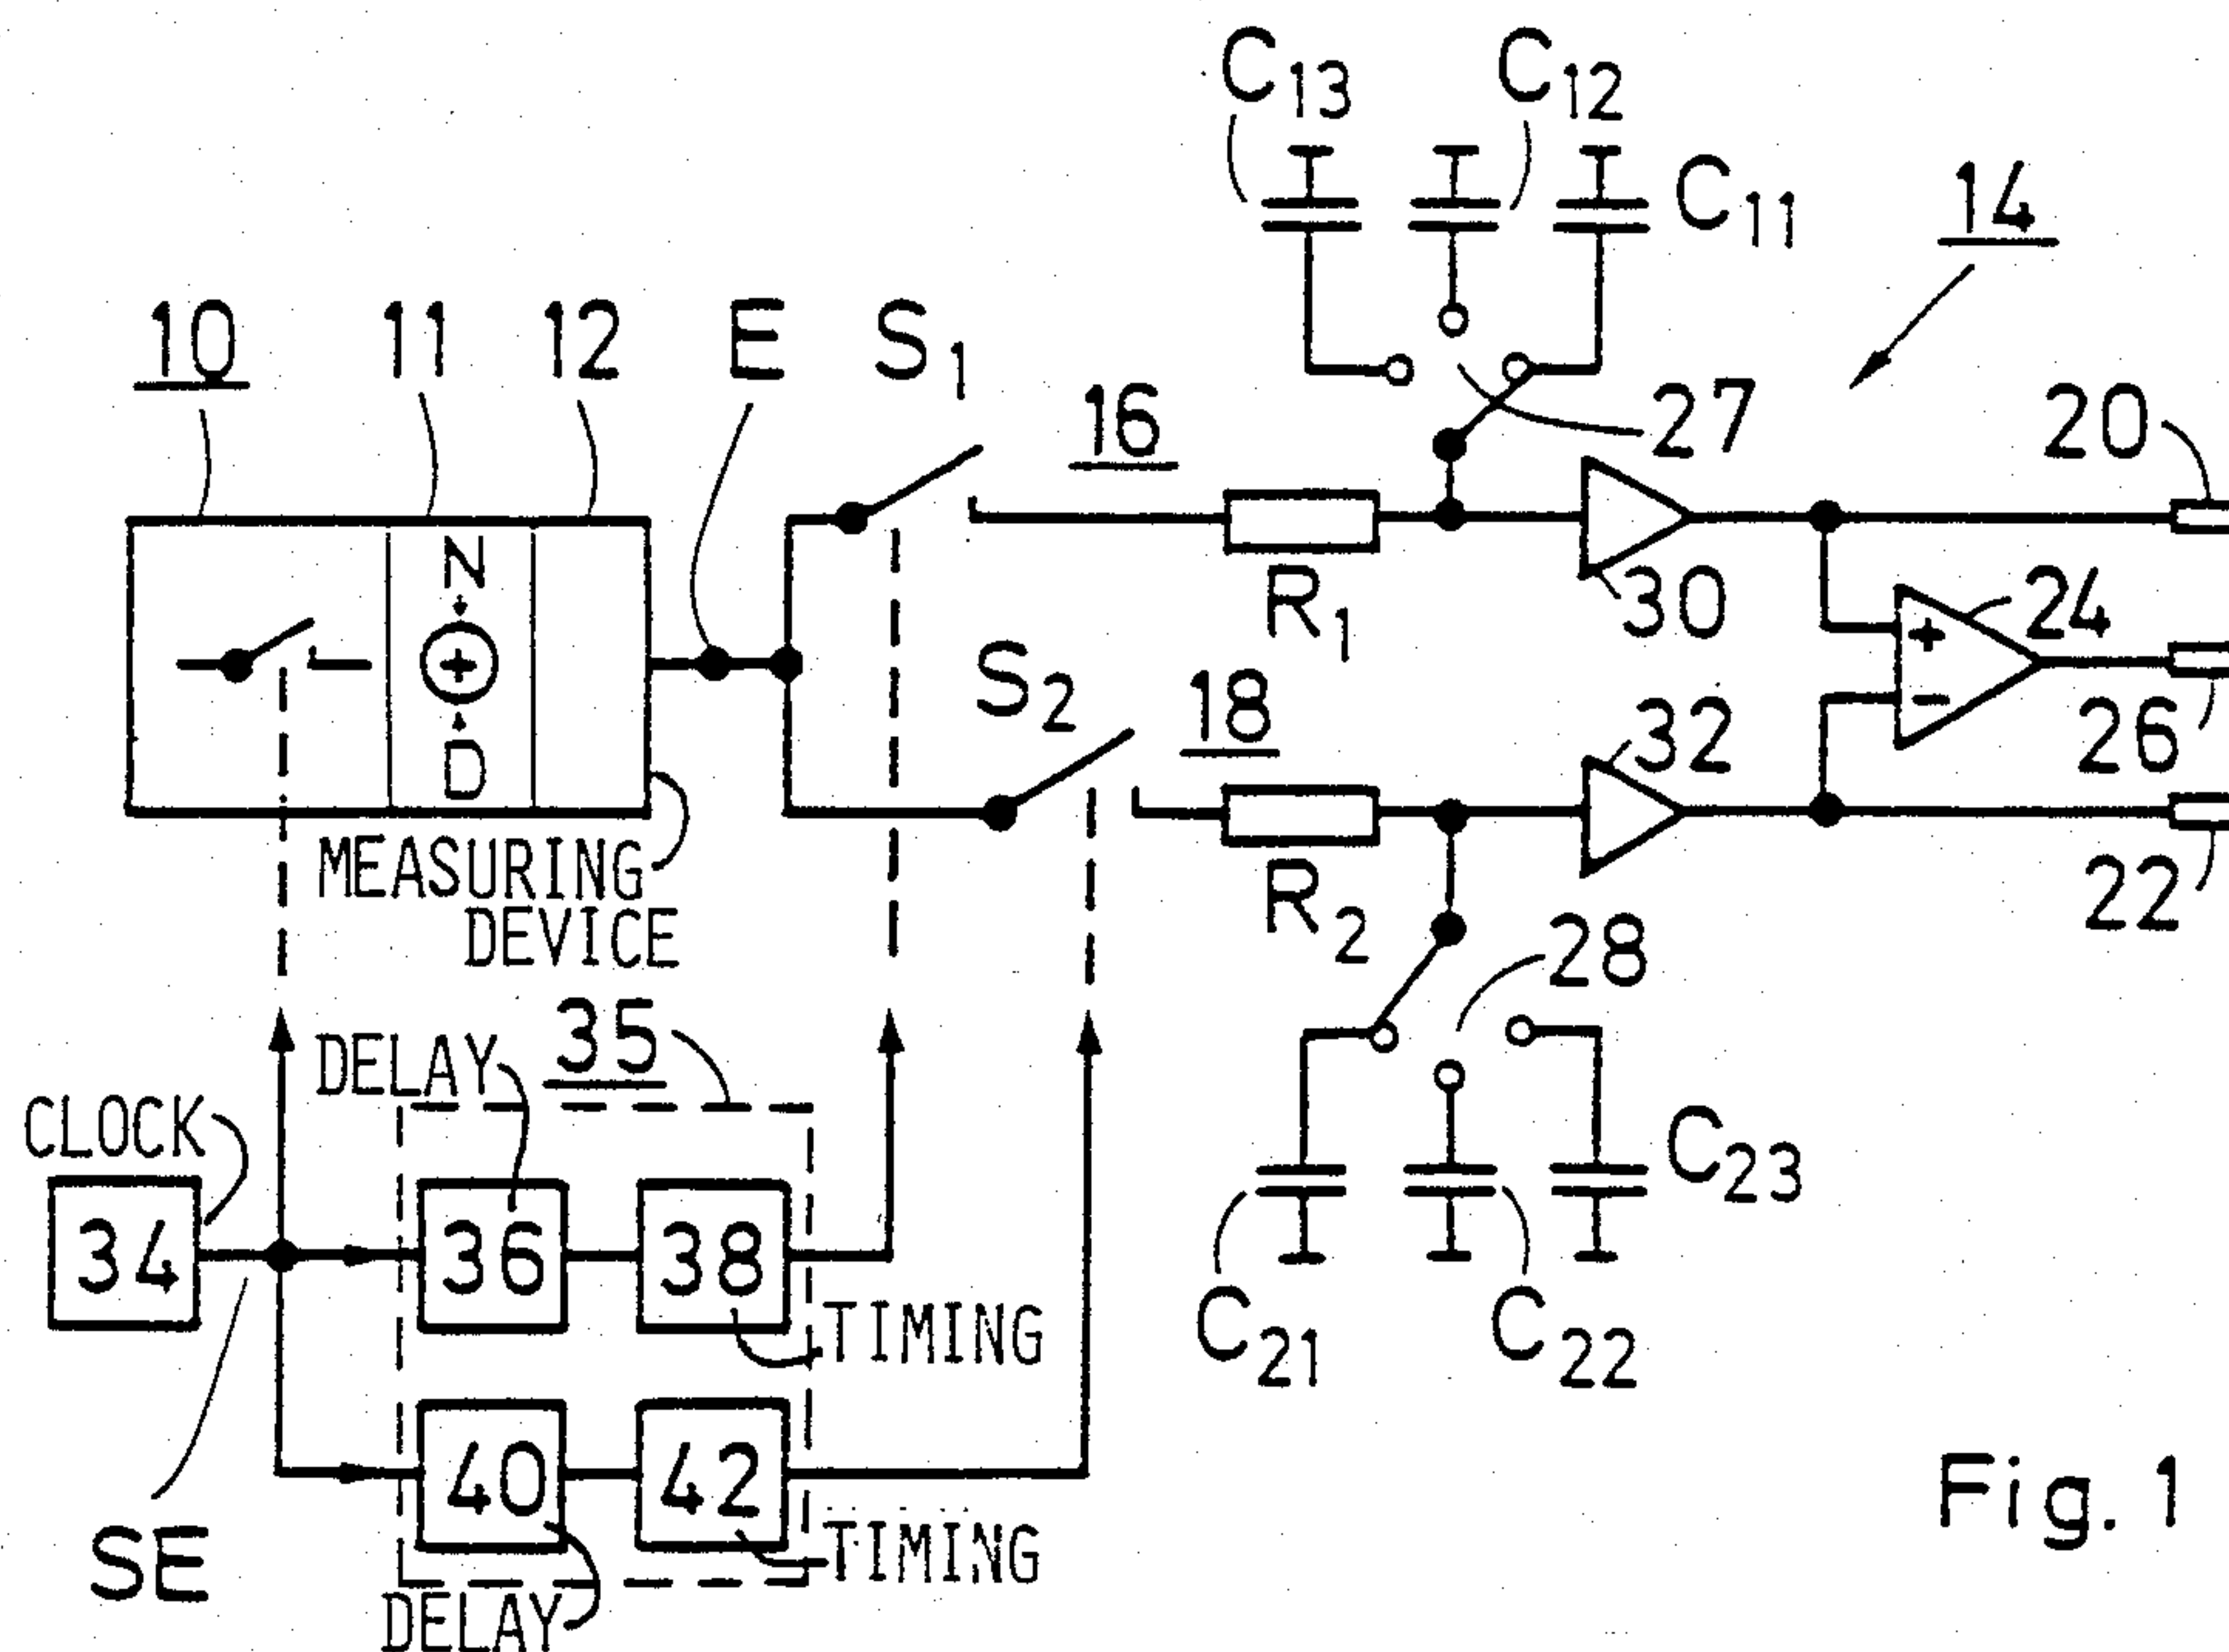 C13 C12
C11
14
10 11 12 E S1
16
27
20
N
R1
30
24
+
S2
18
32
-
26
D
MEASURING
DEVICE
R2
22
28
DELAY
35
CLOCK
C23
34
36
38
TIMING
C21
C22
40
42
TIMING
SE
DELAY
Fig. 1